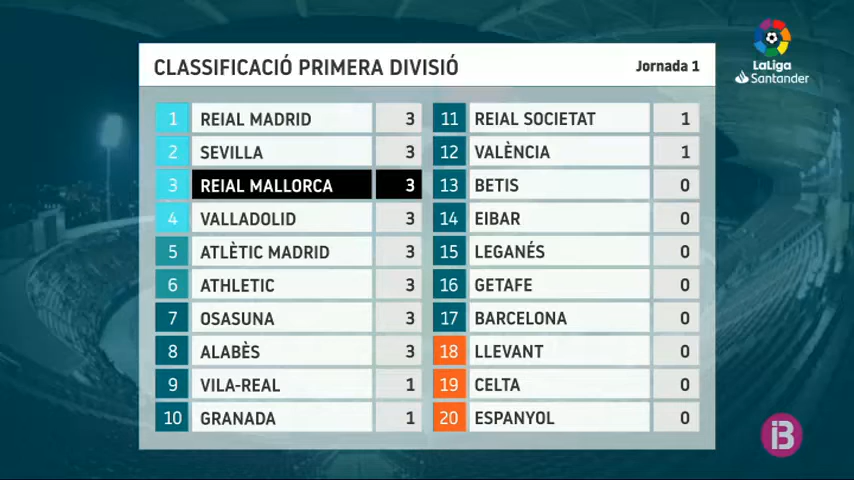 CLASSIFICACIÓ PRIMERA DIVISIÓ
Jornada 1
LaLiga
Santander
1 REIAL MADRID 3
2 SEVILLA 3
3 REIAL MALLORCA 3
4 VALLADOLID 3
5 ATLÈTIC MADRID 3
6 ATHLETIC 3
7 OSASUNA 3
8 ALABÈS 3
9 VILA-REAL 1
10 GRANADA 1
11 REIAL SOCIETAT 1
12 VALÈNCIA 1
13 BETIS 0
14 EIBAR 0
15 LEGANÉS 0
16 GETAFE 0
17 BARCELONA 0
18 LLEVANT 0
19 CELTA 0
20 ESPANYOL 0
IB